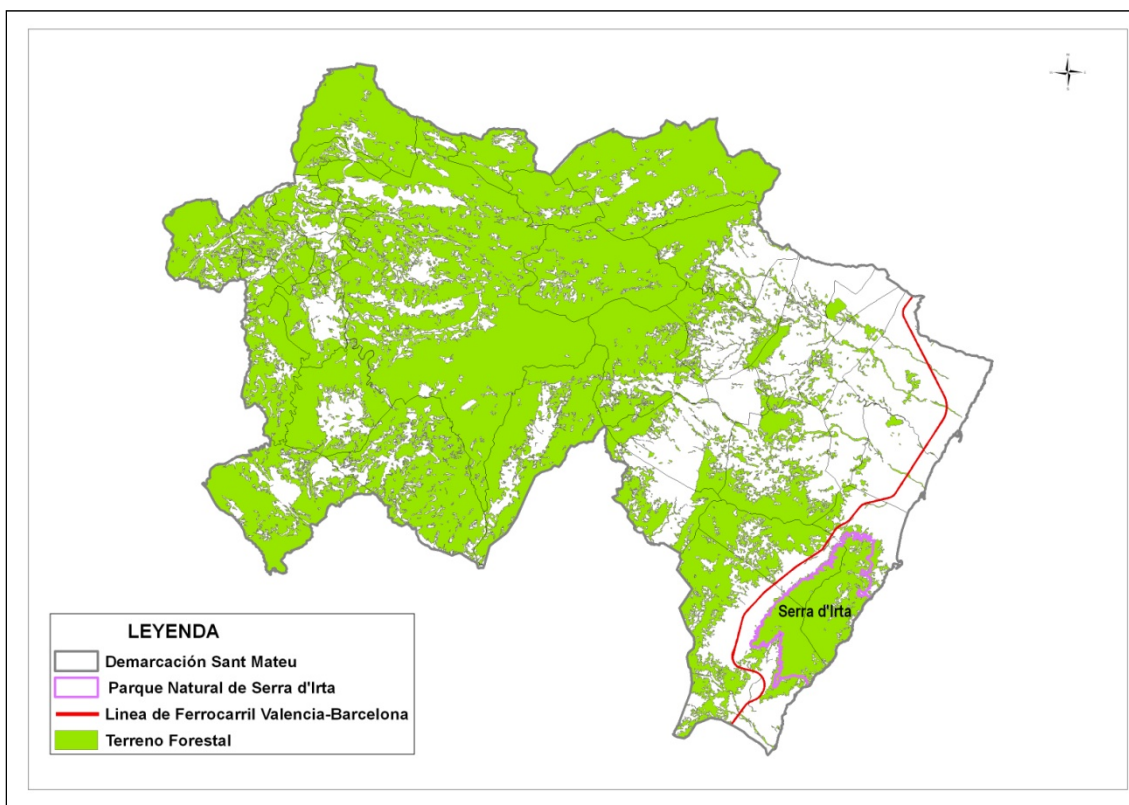 Serra d'Irta
LEYENDA
Demarcación Sant Mateu
Parque Natural de Serra d'Irta
Linea de Ferrocarril Valencia-Barcelona
Terreno Forestal